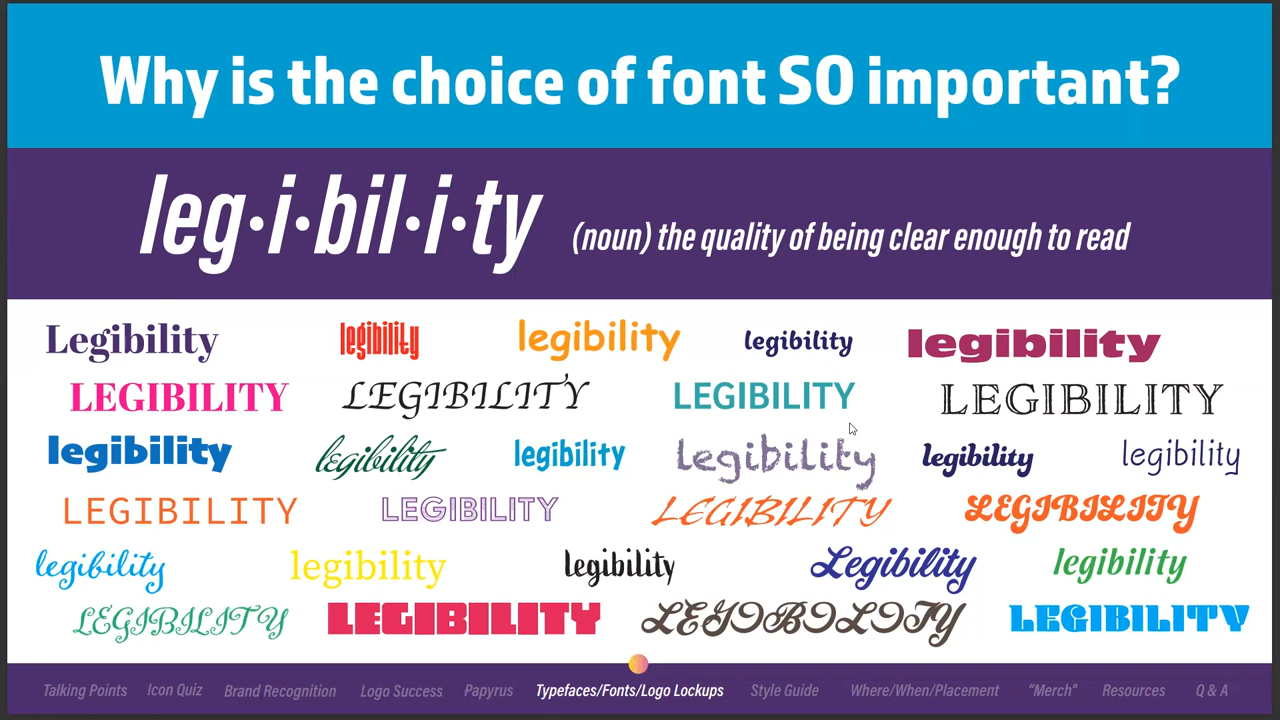 Why is the choice of font SO important?
leg·i·bil·i·ty (noun) the quality of being clear enough to read
Legibility legibility legibility legibility legibility
LEGIBILITY LEGIBILITY LEGIBILITY LEGIBILITY
legibility legibility legibility legibility legibility legibility
LEGIBILITY LEGIBILITY LEGIBILITY LEGIBILITY
legibility legibility legibility Legibility legibility
LEGIBILITY LEGIBILITY LEGIBILITY LEGIBILITY
Talking Points Icon Quiz Brand Recognition Logo Success Papyrus Typefaces/Fonts/Logo Lockups Style Guide Where/When/Placement “Merch” Resources Q & A